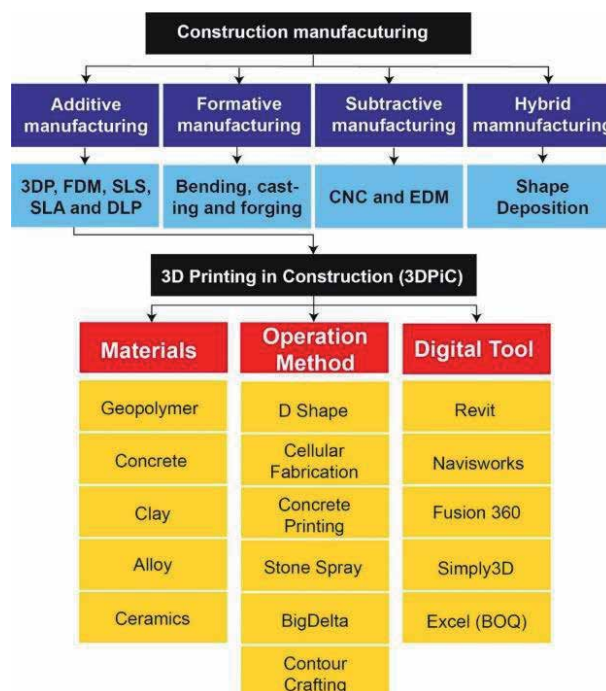 Construction manufacuturing
Additive
manufacturing
Formative
manufacturing
Subtractive
manufacturing
Hybrid
mamnufacturing
3DP, FDM, SLS,
SLA and DLP
Bending, cast-
ing and forging
CNC and EDM
Shape
Deposition
3D Printing in Construction (3DPiC)
Materials
Geopolymer
Concrete
Clay
Alloy
Ceramics
Operation
Method
D Shape
Cellular
Fabrication
Concrete
Printing
Stone Spray
BigDelta
Contour
Crafting
Digital Tool
Revit
Navisworks
Fusion 360
Simply3D
Excel (BOQ)